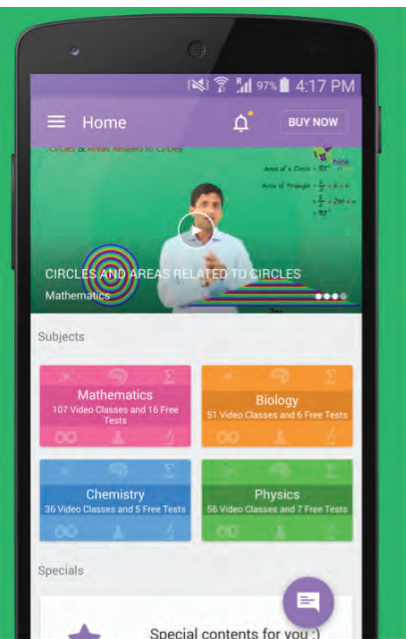 97% 4:17 PM
Home
BUY NOW
Circles & Areas Related to Circles
Area of a Circle = πr²
CIRCLES AND AREAS RELATED TO CIRCLES
Mathematics
Subjects
Mathematics
107 Video Classes and 16 Free
Tests
Biology
51 Video Classes and 6 Free Tests
Chemistry
36 Video Classes and 5 Free Tests
Physics
56 Video Classes and 7 Free Tests
Specials
Special contents for you :)